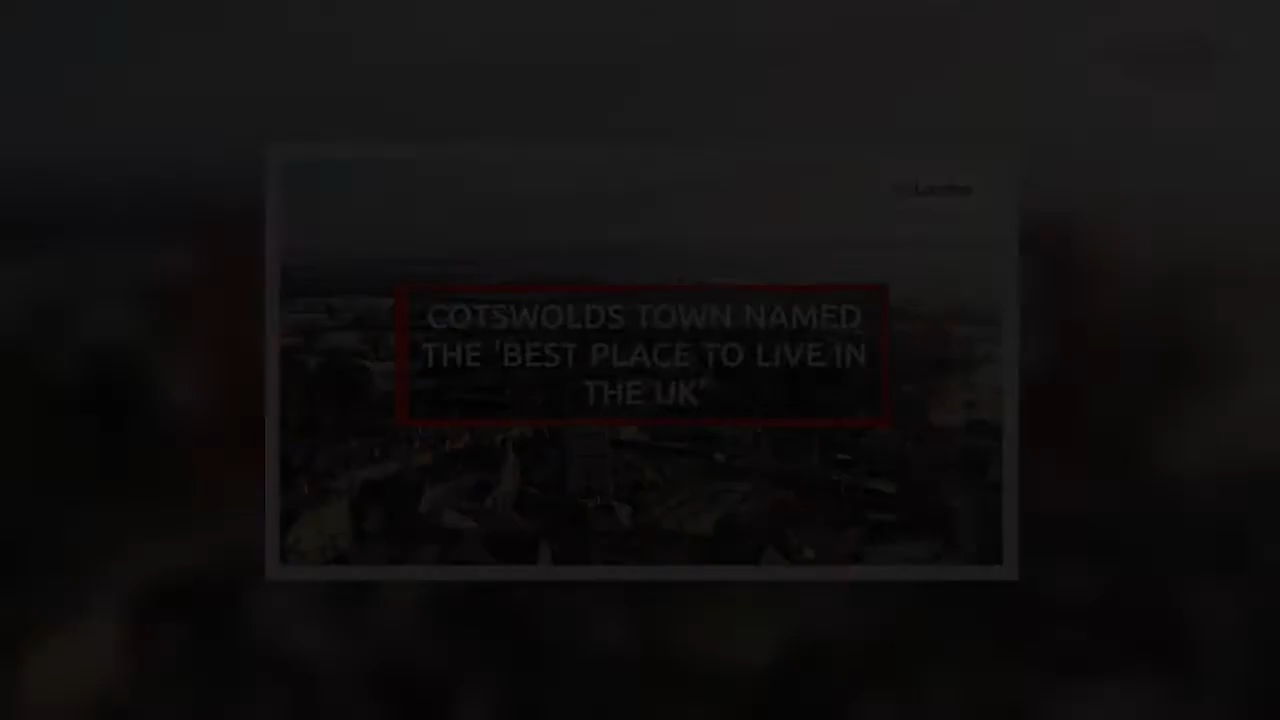 COTSWOLDS TOWN NAMED
THE 'BEST PLACE TO LIVE IN
THE UK'